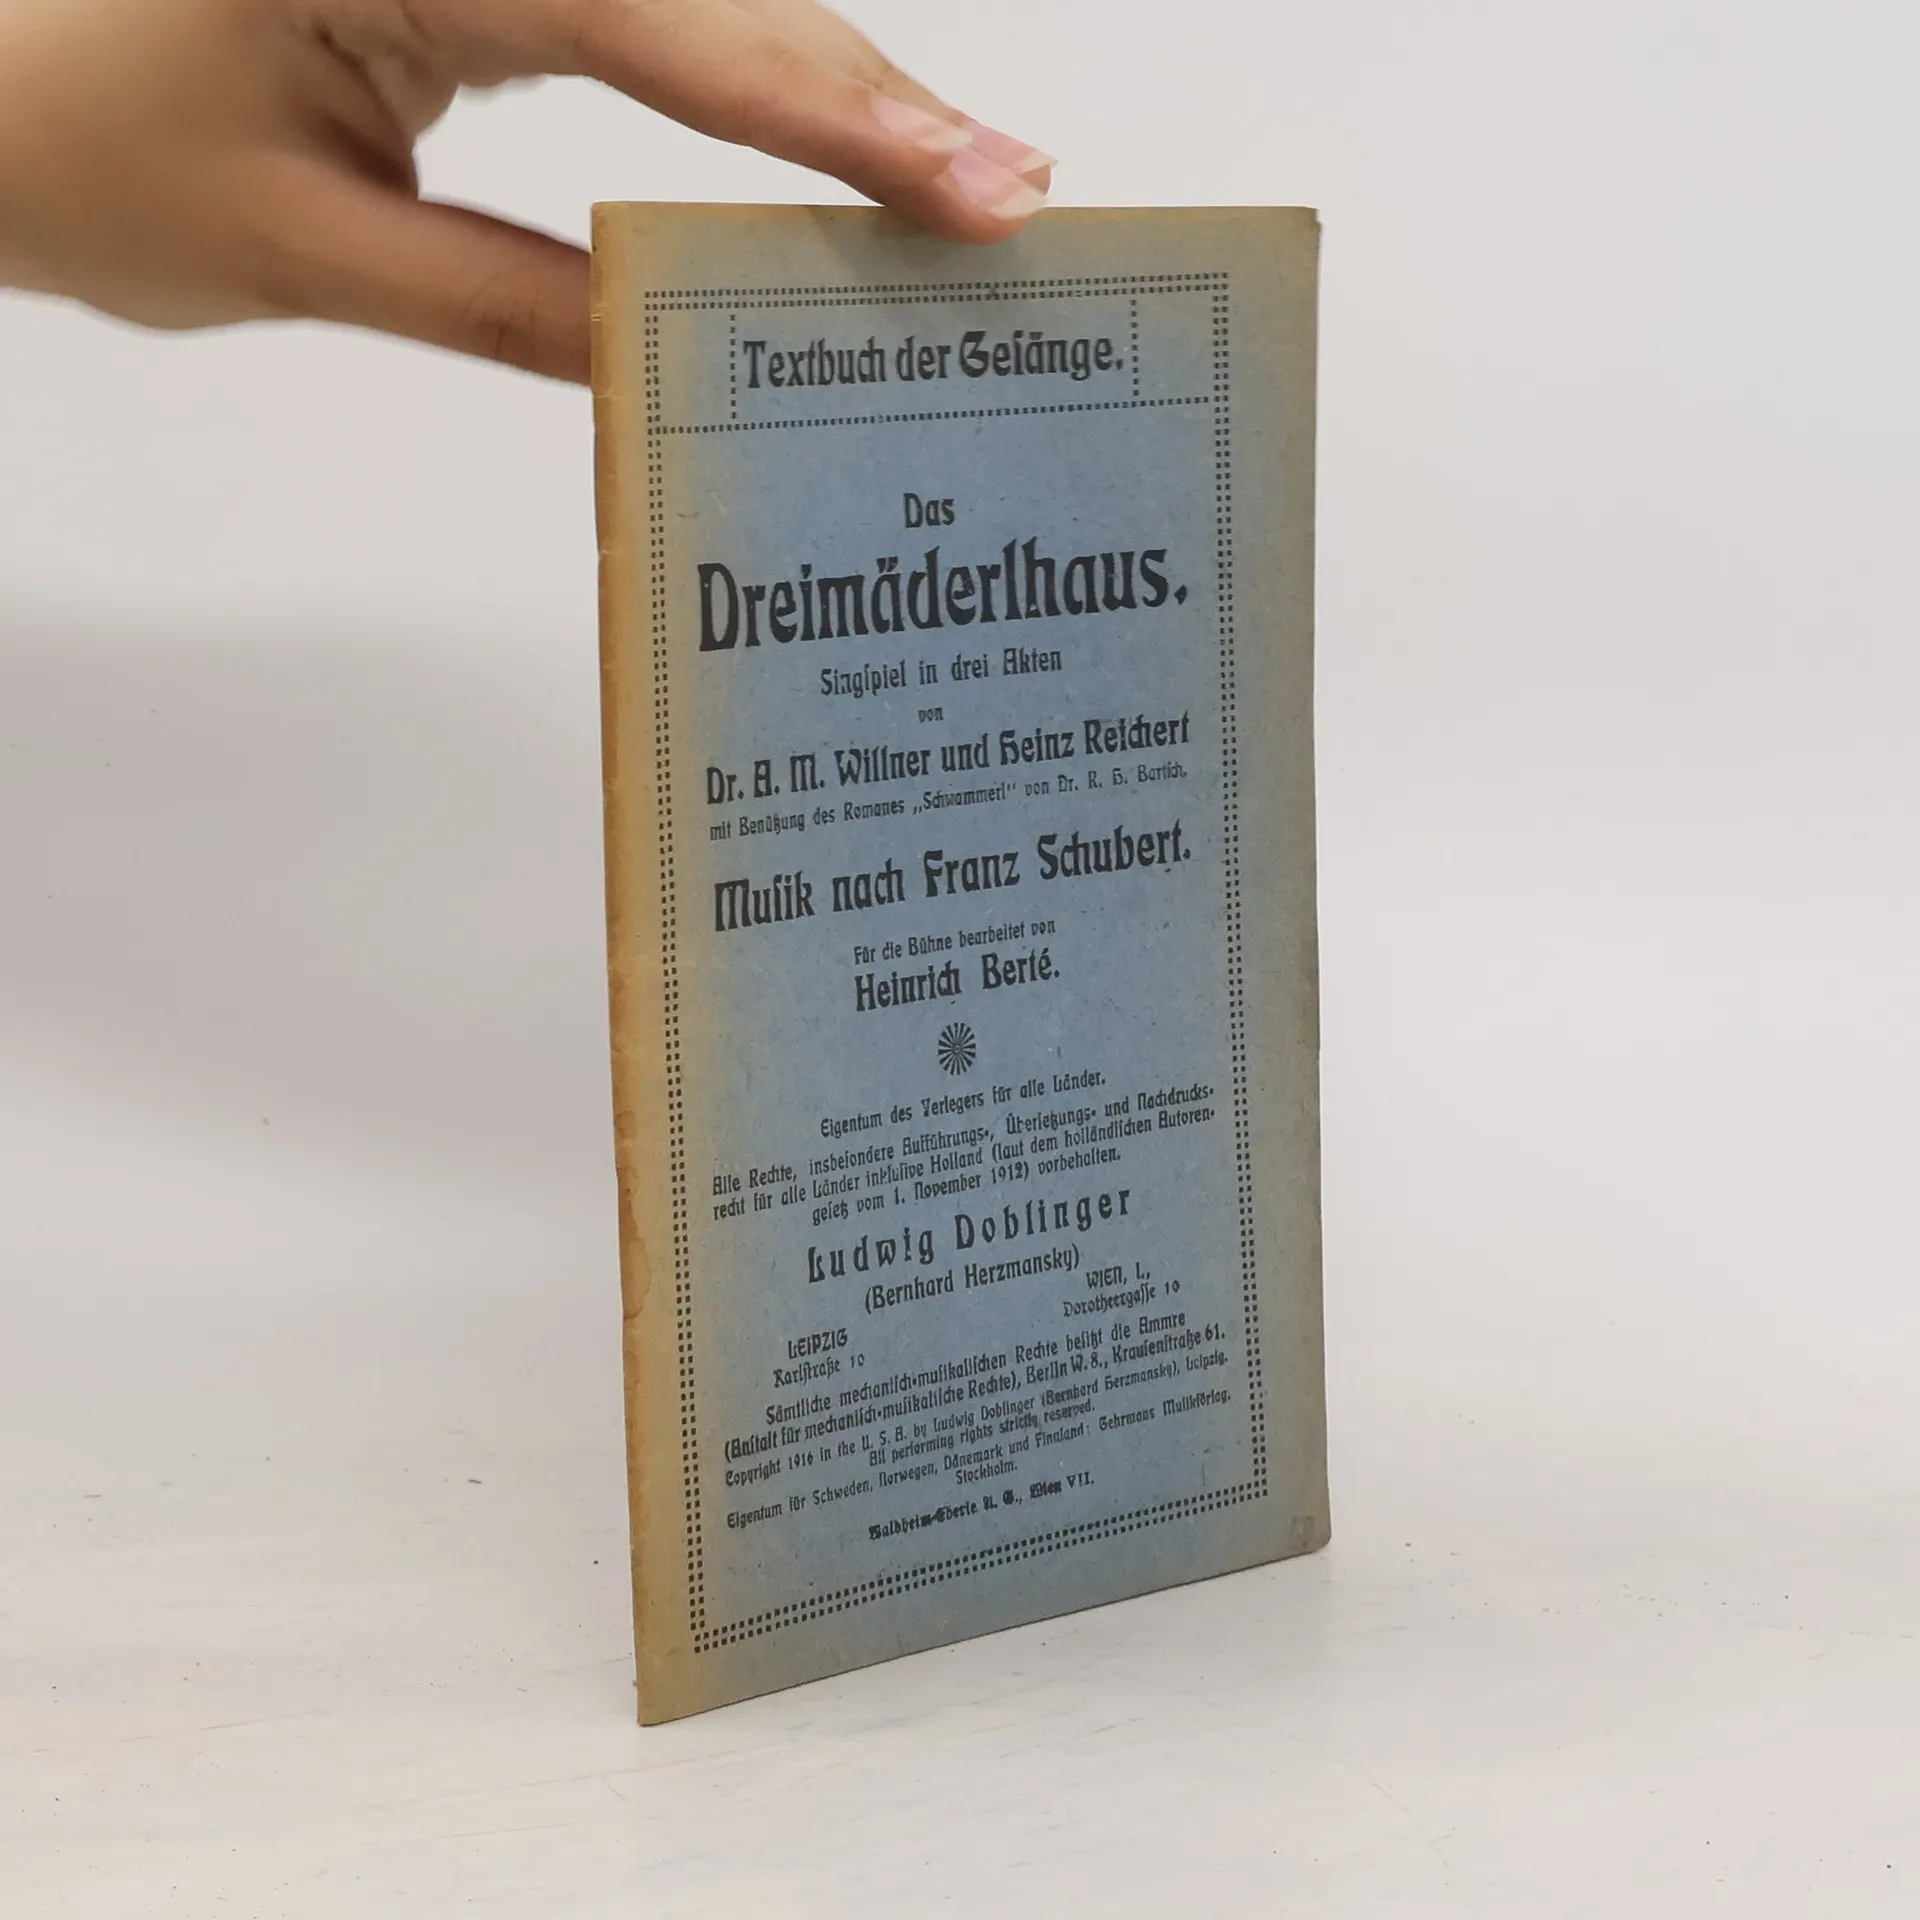 Textbuch der Geſänge.
Das
Dreimäderlhaus.
Singſpiel in drei Akten
von
Dr. A. M. Willner und Heinz Reichert
mit Benützung des Romanes „Schwammerl“ von Dr. R. H. Bartſch.
Muſik nach Franz Schubert.
Für die Bühne bearbeitet von
Heinrich Berté.
Eigentum des Verlegers für alle Länder.
Alle Rechte, insbeſondere Aufführungs-, Überſetzungs- und Nachdrucks-
recht für alle Länder inkluſive Holland (laut dem holländiſchen Autoren-
geſetz vom 1. November 1912) vorbehalten.
Ludwig Doblinger
(Bernhard Herzmansky)
LEIPZIG
Karlſtraße 10
WIEN, I.,
Dorotheergaſſe 10
Sämtliche mechaniſch-muſikaliſchen Rechte beſitzt die Ammre
(Anſtalt für mechaniſch-muſikaliſche Rechte), Berlin W. 8., Krauſenſtraße 61.
Copyright 1916 in the U. S. A. by Ludwig Doblinger (Bernhard Herzmansky), Leipzig.
All performing rights strictly reserved.
Eigentum für Schweden, Norwegen, Dänemark und Finnland: Gehrmans Muſikförlag,
Stockholm.
Waldheim-Eberle A. G., Wien VII.